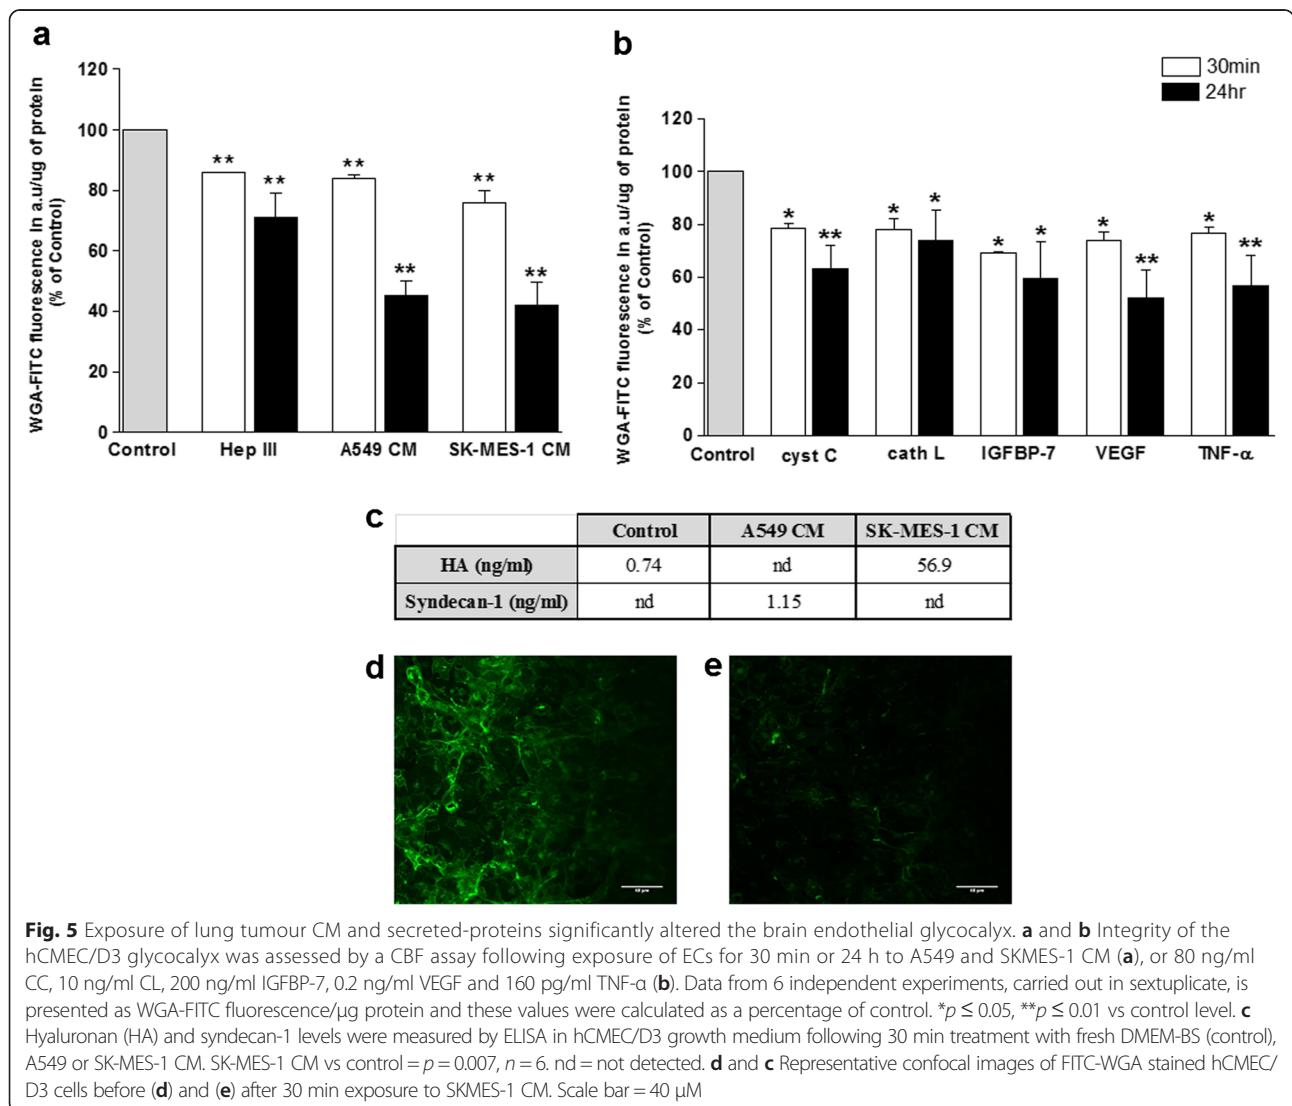 a
WGA-FITC fluorescence In a.u/ug of protein
(% of Control)
120
100
80
60
40
20
0
**
**
**
**
**
**
Control
Hep III
A549 CM
SK-MES-1 CM
b
30min
24hr
WGA-FITC fluorescence In a.u/ug of protein
(% of Control)
120
100
80
60
40
20
0
*
**
*
*
*
*
*
**
*
**
Control
cyst C
cath L
IGFBP-7
VEGF
TNF-α
c
Control A549 CM SK-MES-1 CM
HA (ng/ml) 0.74 nd 56.9
Syndecan-1 (ng/ml) nd 1.15 nd
d
e
Fig. 5 Exposure of lung tumour CM and secreted-proteins significantly altered the brain endothelial glycocalyx. a and b Integrity of the
hCMEC/D3 glycocalyx was assessed by a CBF assay following exposure of ECs for 30 min or 24 h to A549 and SKMES-1 CM (a), or 80 ng/ml
CC, 10 ng/ml CL, 200 ng/ml IGFBP-7, 0.2 ng/ml VEGF and 160 pg/ml TNF-α (b). Data from 6 independent experiments, carried out in sextuplicate, is
presented as WGA-FITC fluorescence/μg protein and these values were calculated as a percentage of control. *p ≤ 0.05, **p ≤ 0.01 vs control level. c
Hyaluronan (HA) and syndecan-1 levels were measured by ELISA in hCMEC/D3 growth medium following 30 min treatment with fresh DMEM-BS (control),
A549 or SK-MES-1 CM. SK-MES-1 CM vs control = p = 0.007, n = 6. nd = not detected. d and c Representative confocal images of FITC-WGA stained hCMEC/
D3 cells before (d) and (e) after 30 min exposure to SKMES-1 CM. Scale bar = 40 μM